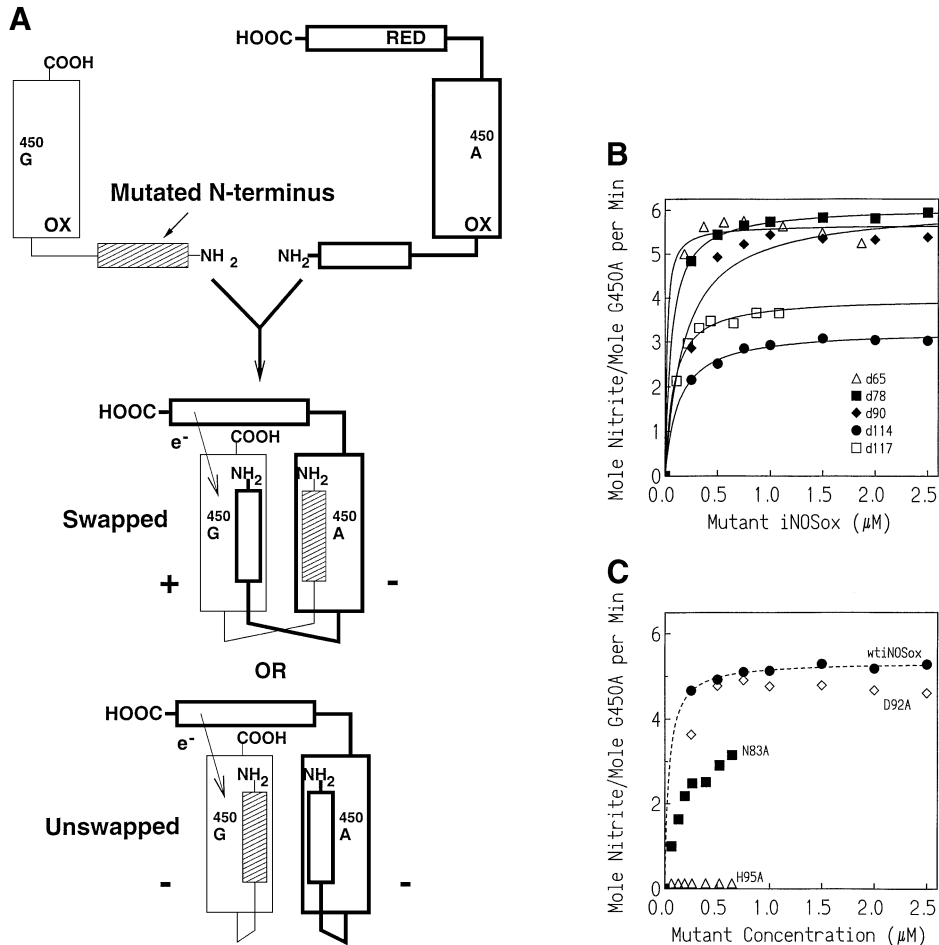 A
HOOC
RED
COOH
450
G
OX
450
A
OX
Mutated N-terminus
NH 2
NH2
HOOC
e-
COOH
NH2
NH2
450
G
450
A
Swapped
+
-
OR
HOOC
e-
COOH
NH2
NH2
450
G
450
A
Unswapped
-
-
B
Mole Nitrite/Mole G450A per Min
6
5
4
3
2
1
0
0.0 0.5 1.0 1.5 2.0 2.5
Mutant iNOSox (μM)
d65
d78
d90
d114
d117
C
Mole Nitrite/Mole G450A per Min
6
4
2
0
wtiNOSox
D92A
N83A
H95A
0.0 0.5 1.0 1.5 2.0 2.5
Mutant Concentration (μM)